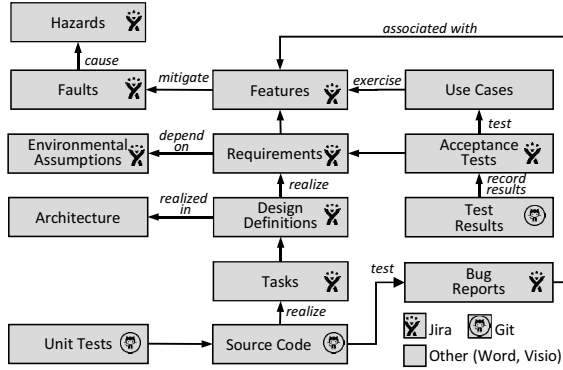 Hazards
associated with
cause
Faults
mitigate
Features
exercise
Use Cases
test
Environmental
Assumptions
depend
on
Requirements
Acceptance
Tests
realize
record
results
Architecture
realized
in
Design
Definitions
Test
Results
Tasks
test
Bug
Reports
realize
Unit Tests
Source Code
Jira
Git
Other (Word, Visio)